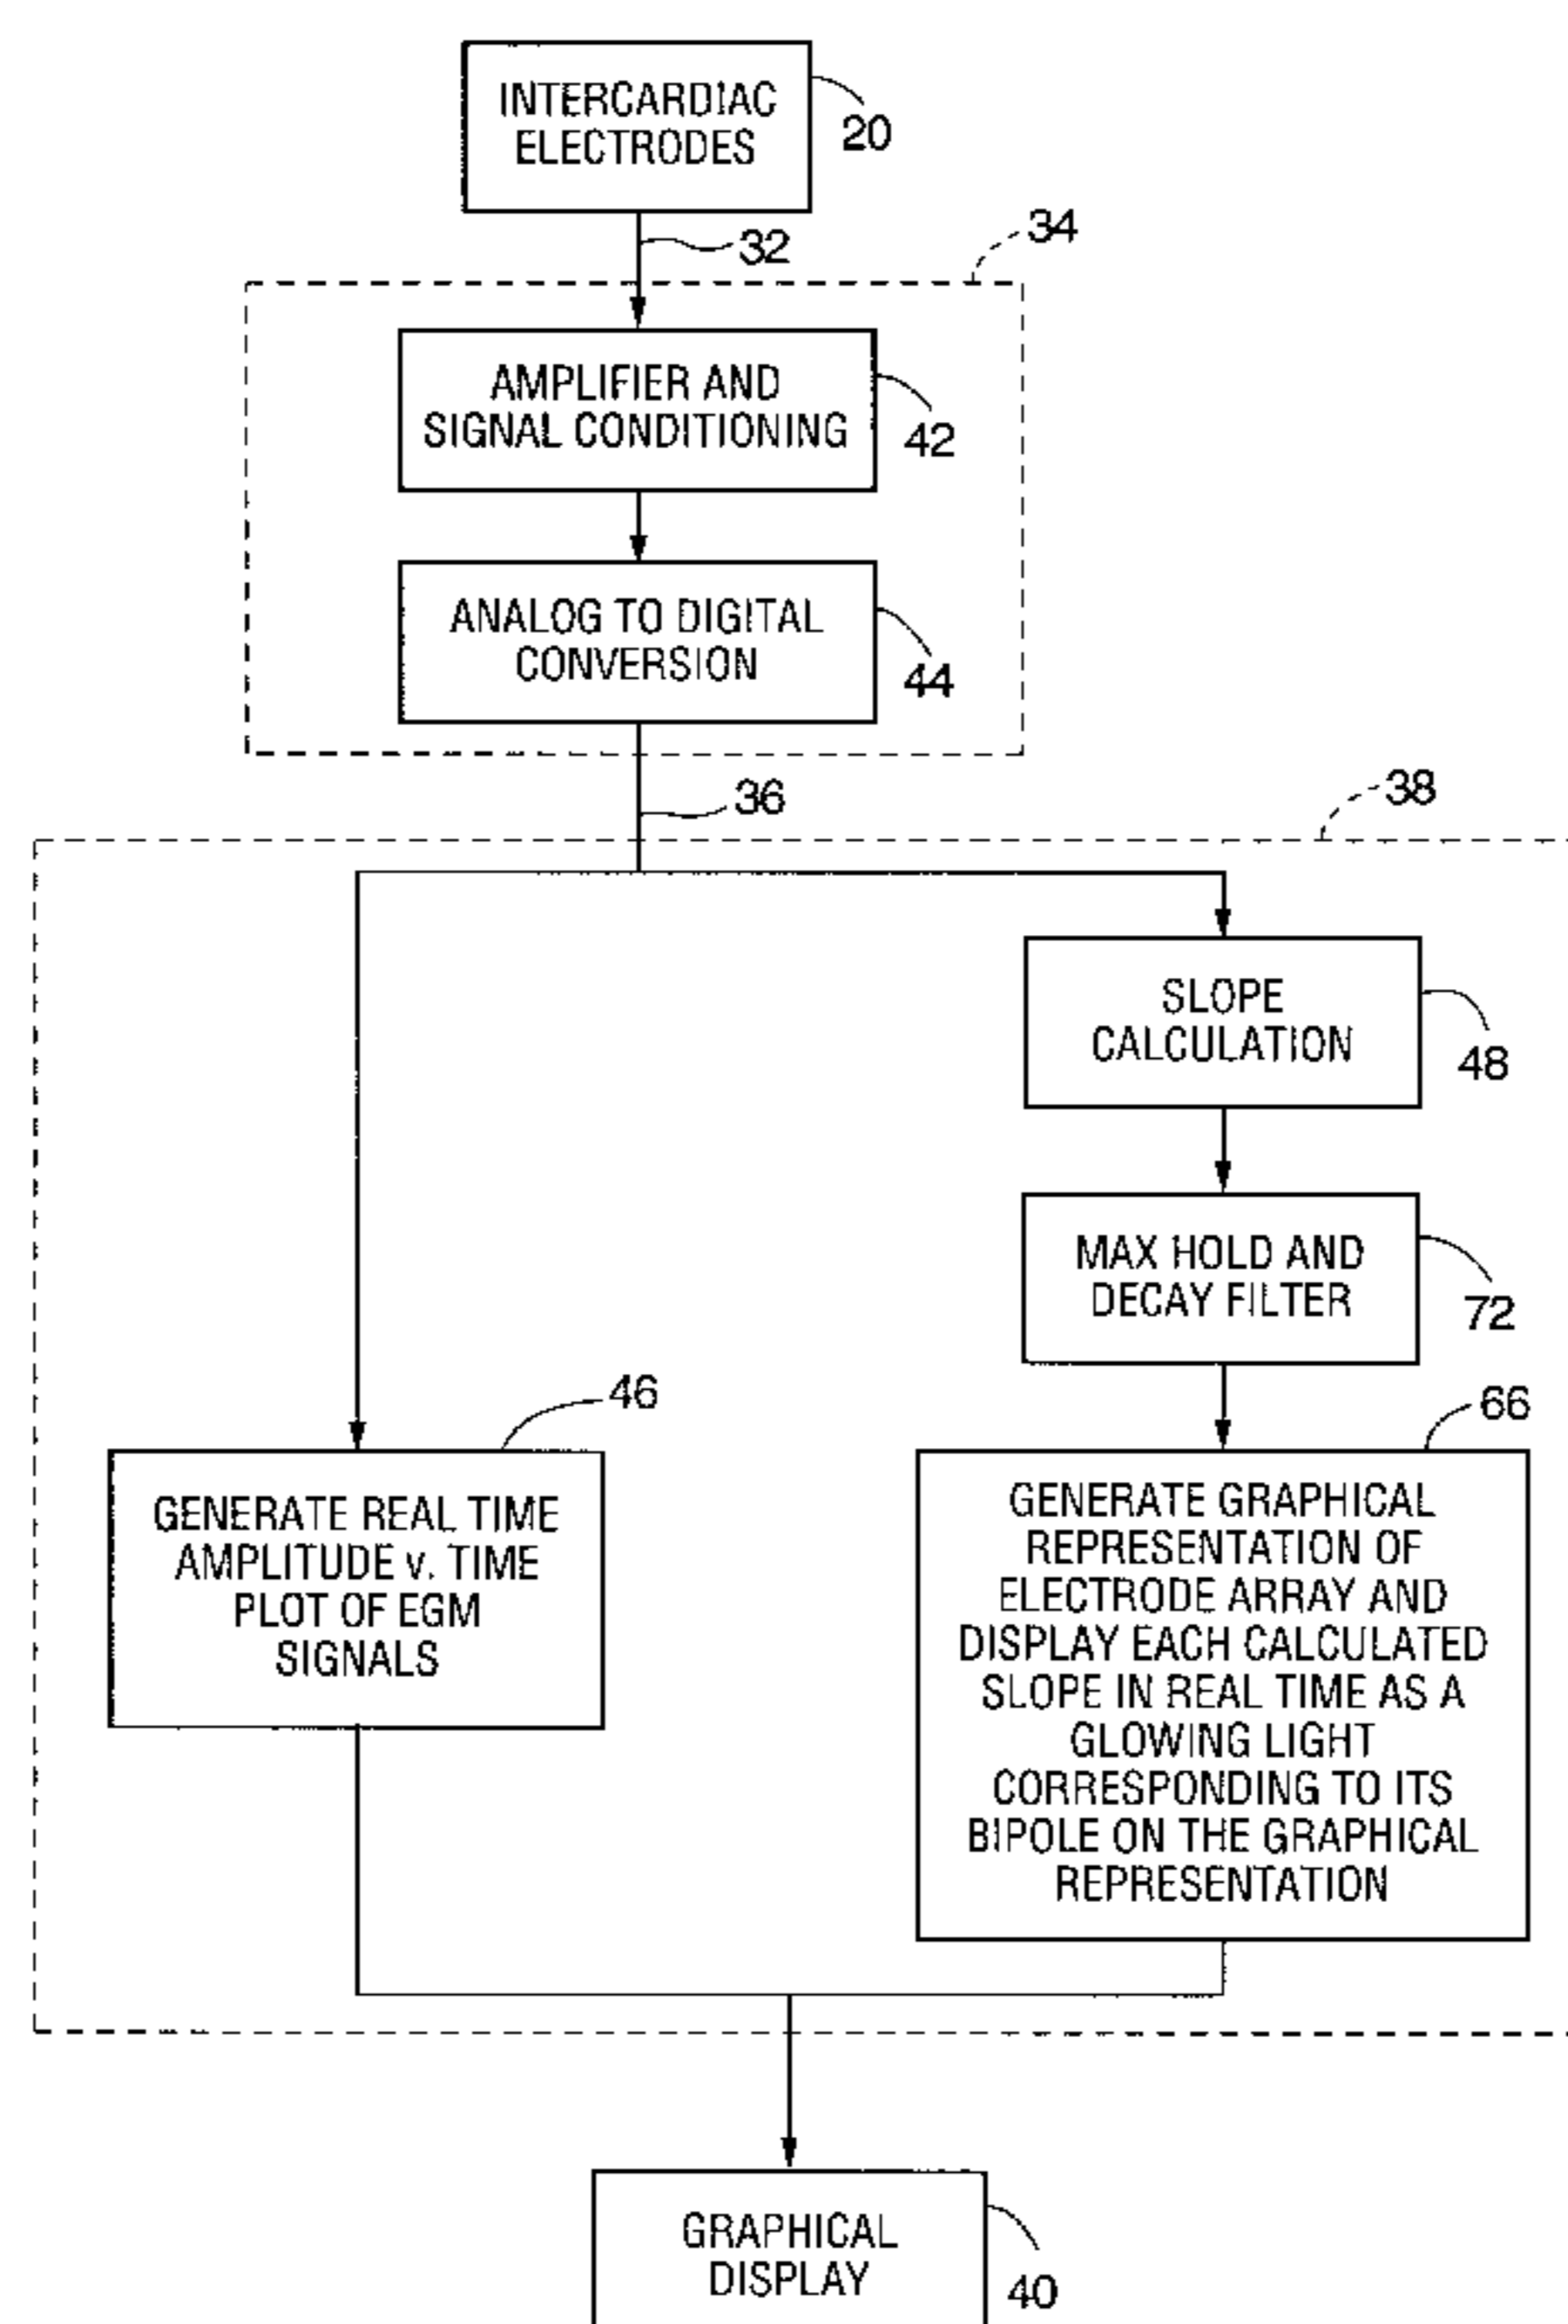 INTERCARDIAC
ELECTRODES
20
32
34
AMPLIFIER AND
SIGNAL CONDITIONING
42
ANALOG TO DIGITAL
CONVERSION
44
36
38
SLOPE
CALCULATION
48
MAX HOLD AND
DECAY FILTER
72
46
GENERATE REAL TIME
AMPLITUDE v. TIME
PLOT OF EGM
SIGNALS
66
GENERATE GRAPHICAL
REPRESENTATION OF
ELECTRODE ARRAY AND
DISPLAY EACH CALCULATED
SLOPE IN REAL TIME AS A
GLOWING LIGHT
CORRESPONDING TO ITS
BIPOLE ON THE GRAPHICAL
REPRESENTATION
GRAPHICAL
DISPLAY
40